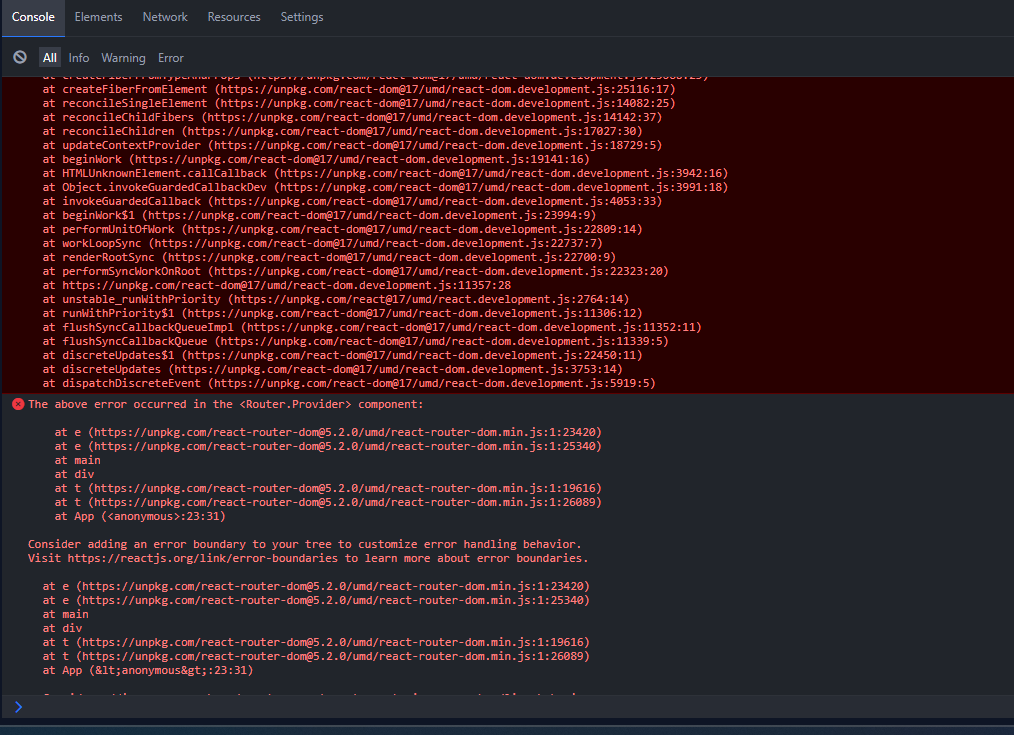 Console Elements Network Resources Settings
All Info Warning Error
at createFiberFromElement (https://unpkg.com/react-dom@17/umd/react-dom.development.js:25116:17)
at reconcileSingleElement (https://unpkg.com/react-dom@17/umd/react-dom.development.js:14082:25)
at reconcileChildFibers (https://unpkg.com/react-dom@17/umd/react-dom.development.js:14142:37)
at reconcileChildren (https://unpkg.com/react-dom@17/umd/react-dom.development.js:17027:30)
at updateContextProvider (https://unpkg.com/react-dom@17/umd/react-dom.development.js:18729:5)
at beginWork (https://unpkg.com/react-dom@17/umd/react-dom.development.js:19141:16)
at HTMLUnknownElement.callCallback (https://unpkg.com/react-dom@17/umd/react-dom.development.js:3942:16)
at Object.invokeGuardedCallbackDev (https://unpkg.com/react-dom@17/umd/react-dom.development.js:3991:18)
at invokeGuardedCallback (https://unpkg.com/react-dom@17/umd/react-dom.development.js:4053:33)
at beginWork$1 (https://unpkg.com/react-dom@17/umd/react-dom.development.js:23994:9)
at performUnitOfWork (https://unpkg.com/react-dom@17/umd/react-dom.development.js:22809:14)
at workLoopSync (https://unpkg.com/react-dom@17/umd/react-dom.development.js:22737:7)
at renderRootSync (https://unpkg.com/react-dom@17/umd/react-dom.development.js:22700:9)
at performSyncWorkOnRoot (https://unpkg.com/react-dom@17/umd/react-dom.development.js:22323:20)
at https://unpkg.com/react-dom@17/umd/react-dom.development.js:11357:28
at unstable_runWithPriority (https://unpkg.com/react@17/umd/react.development.js:2764:14)
at runWithPriority$1 (https://unpkg.com/react-dom@17/umd/react-dom.development.js:11306:12)
at flushSyncCallbackQueueImpl (https://unpkg.com/react-dom@17/umd/react-dom.development.js:11352:11)
at flushSyncCallbackQueue (https://unpkg.com/react-dom@17/umd/react-dom.development.js:11339:5)
at discreteUpdates$1 (https://unpkg.com/react-dom@17/umd/react-dom.development.js:22450:11)
at discreteUpdates (https://unpkg.com/react-dom@17/umd/react-dom.development.js:3753:14)
at dispatchDiscreteEvent (https://unpkg.com/react-dom@17/umd/react-dom.development.js:5919:5)
The above error occurred in the <Router.Provider> component:
at e (https://unpkg.com/react-router-dom@5.2.0/umd/react-router-dom.min.js:1:23420)
at e (https://unpkg.com/react-router-dom@5.2.0/umd/react-router-dom.min.js:1:25340)
at main
at div
at t (https://unpkg.com/react-router-dom@5.2.0/umd/react-router-dom.min.js:1:19616)
at t (https://unpkg.com/react-router-dom@5.2.0/umd/react-router-dom.min.js:1:26089)
at App (<anonymous>:23:31)
Consider adding an error boundary to your tree to customize error handling behavior.
Visit https://reactjs.org/link/error-boundaries to learn more about error boundaries.
at e (https://unpkg.com/react-router-dom@5.2.0/umd/react-router-dom.min.js:1:23420)
at e (https://unpkg.com/react-router-dom@5.2.0/umd/react-router-dom.min.js:1:25340)
at main
at div
at t (https://unpkg.com/react-router-dom@5.2.0/umd/react-router-dom.min.js:1:19616)
at t (https://unpkg.com/react-router-dom@5.2.0/umd/react-router-dom.min.js:1:26089)
at App (&lt;anonymous&gt;:23:31)